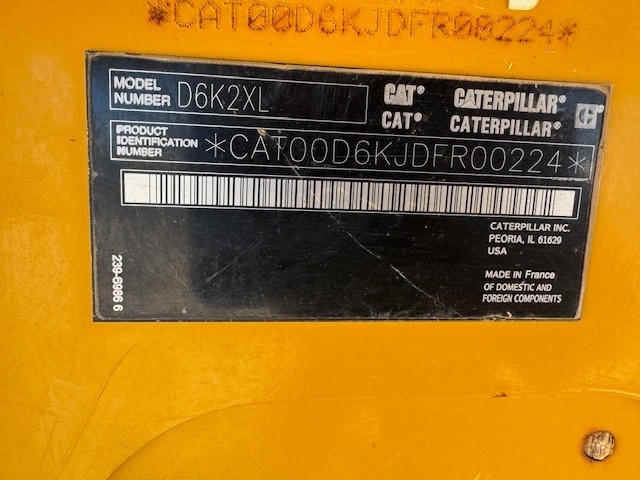 *CAT00D6KJDFR00224*
MODEL NUMBER D6K2XL
CAT® CATERPILLAR®
CAT® CATERPILLAR®
PRODUCT IDENTIFICATION NUMBER *CAT00D6KJDFR00224*
CATERPILLAR INC.
PEORIA, IL 61629
USA
239-6986 6
MADE IN France
OF DOMESTIC AND
FOREIGN COMPONENTS